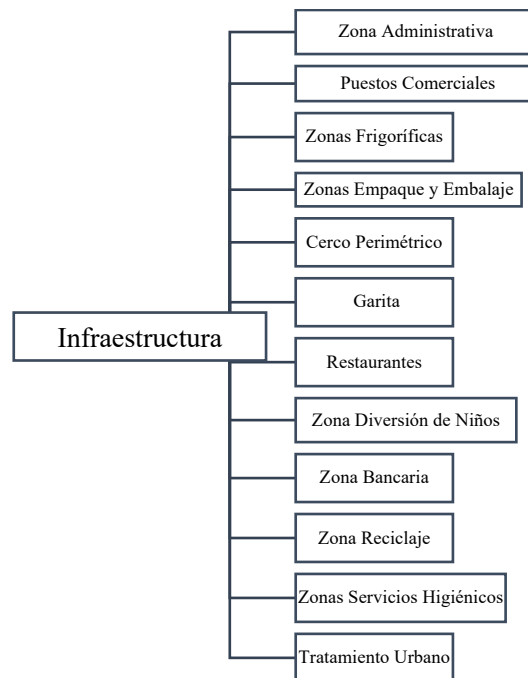 Zona Administrativa
Puestos Comerciales
Zonas Frigoríficas
Zonas Empaque y Embalaje
Cerco Perimétrico
Garita
Infraestructura
Restaurantes
Zona Diversión de Niños
Zona Bancaria
Zona Reciclaje
Zonas Servicios Higiénicos
Tratamiento Urbano